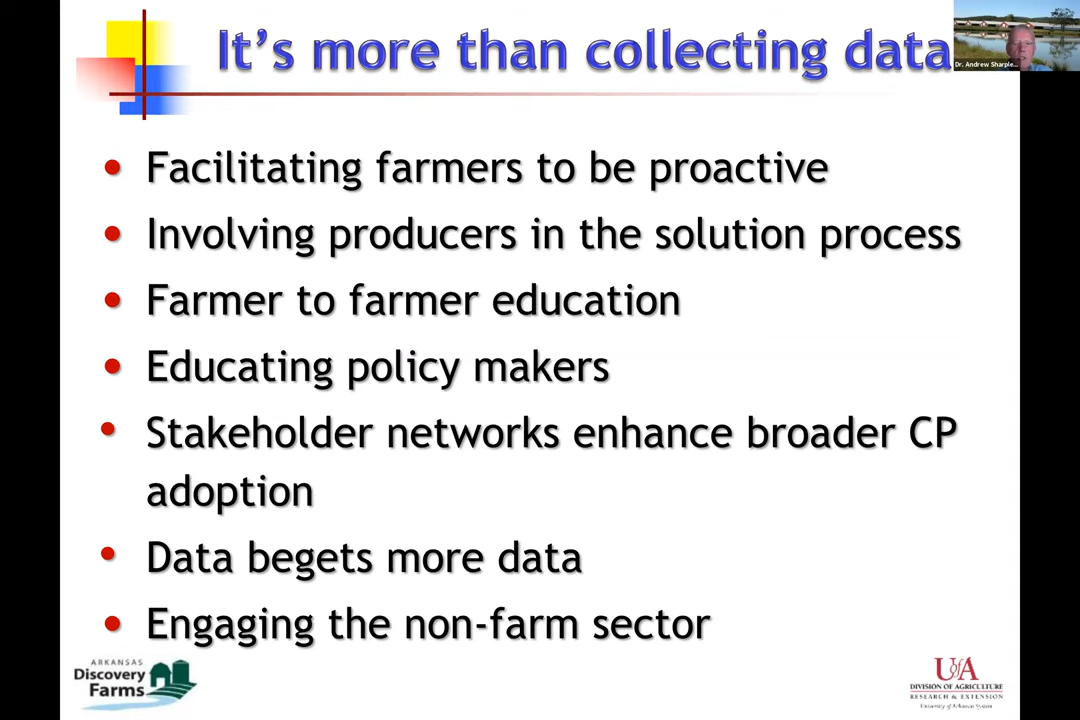 It's more than collecting data
Dr. Andrew Sharple...
Facilitating farmers to be proactive
Involving producers in the solution process
Farmer to farmer education
Educating policy makers
Stakeholder networks enhance broader CP
adoption
Data begets more data
Engaging the non-farm sector
ARKANSAS
Discovery
Farms
UofA
DIVISION OF AGRICULTURE
RESEARCH & EXTENSION
University of Arkansas System